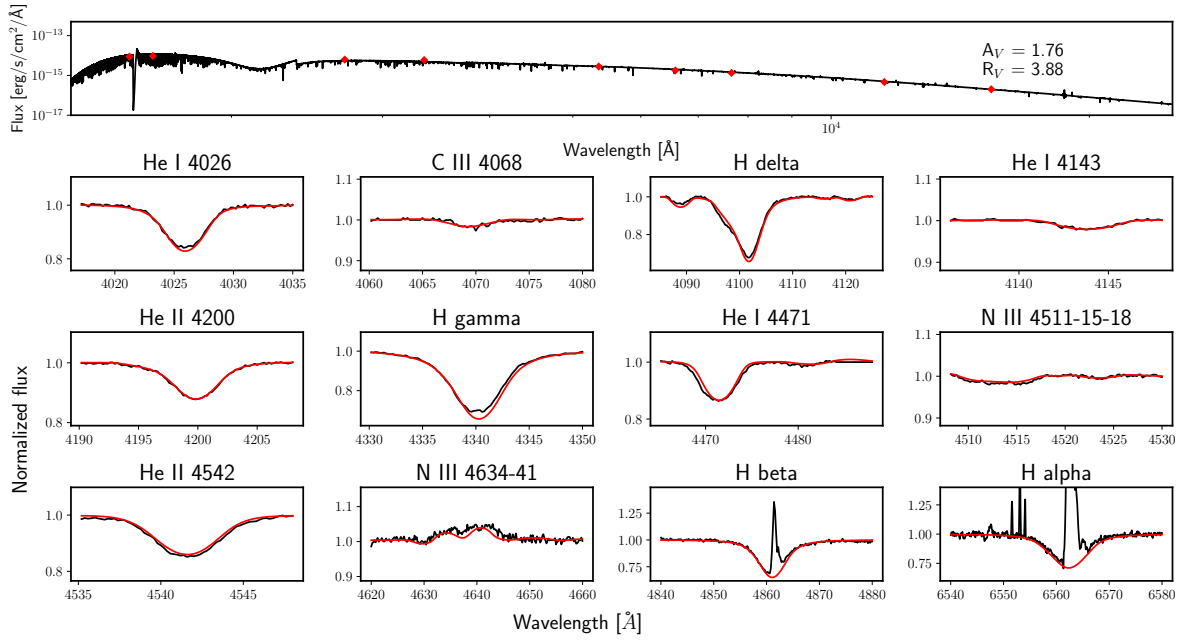 Flux [erg/s/cm²/Å]
10⁻¹³
10⁻¹⁵
10⁻¹⁷
A_V = 1.76
R_V = 3.88
10⁴
Wavelength [Å]
Normalized flux
He I 4026
1.0
0.8
4020 4026 4032 4035
C III 4068
1.1
1.0
0.9
4060 4065 4070 4075 4080
H delta
1.0
0.8
4090 4100 4110 4120
He I 4143
1.1
1.0
0.9
4140 4145
He II 4200
1.0
0.8
4190 4195 4200 4205
H gamma
1.0
0.8
4330 4335 4340 4345 4350
He I 4471
1.0
0.8
4470 4480
N III 4511-15-18
1.1
1.0
0.9
4510 4515 4520 4525 4530
He II 4542
1.0
0.8
4535 4540 4545
N III 4634-41
1.1
1.0
0.9
4620 4630 4640 4650 4660
H beta
1.25
1.00
0.75
4840 4850 4860 4870 4880
H alpha
1.25
1.00
0.75
6540 6550 6560 6570 6580
Wavelength [Å]